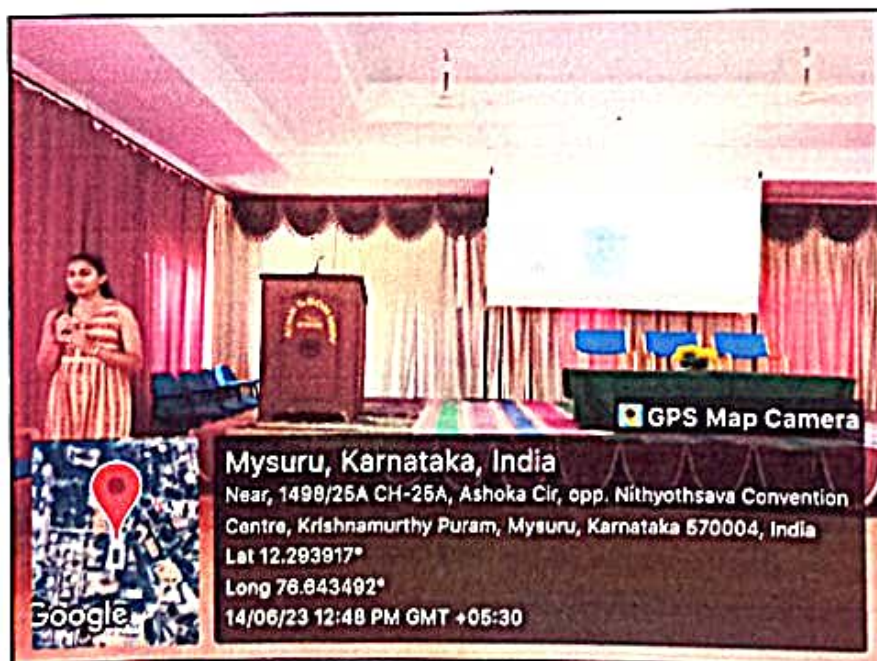 GPS Map Camera
Mysuru, Karnataka, India
Near, 1498/25A CH-25A, Ashoka Cir, opp. Nithyothsava Convention
Centre, Krishnamurthy Puram, Mysuru, Karnataka 570004, India
Lat 12.293917°
Long 76.643492°
14/06/23 12:48 PM GMT +05:30
Google